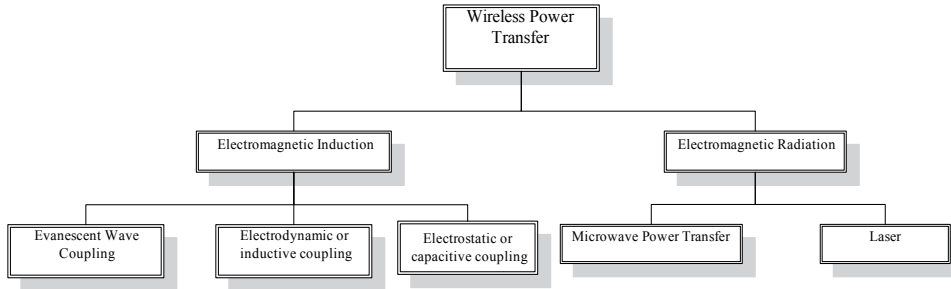 Wireless Power
Transfer
Electromagnetic Induction
Electromagnetic Radiation
Evanescent Wave
Coupling
Electrodynamic or
inductive coupling
Electrostatic or
capacitive coupling
Microwave Power Transfer
Laser